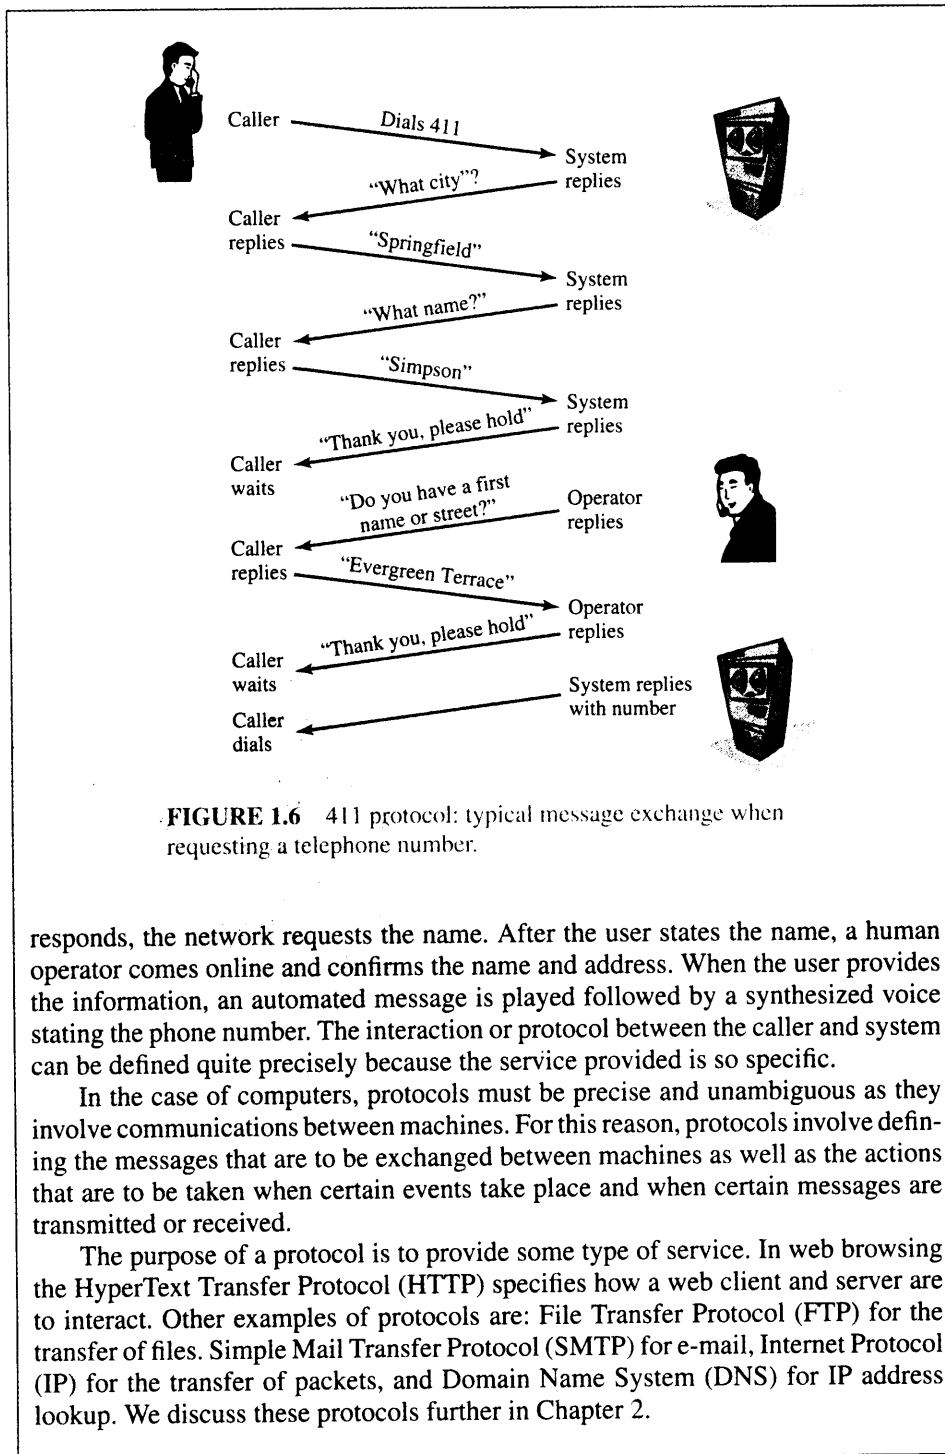 Caller
Dials 411
System
replies
“What city”?
Caller
replies
“Springfield”
System
replies
“What name?”
Caller
replies
“Simpson”
System
replies
“Thank you, please hold”
Caller
waits
“Do you have a first
name or street?”
Operator
replies
Caller
replies
“Evergreen Terrace”
Operator
replies
“Thank you, please hold”
Caller
waits
System replies
with number
Caller
dials
FIGURE 1.6 411 protocol: typical message exchange when
requesting a telephone number.
responds, the network requests the name. After the user states the name, a human
operator comes online and confirms the name and address. When the user provides
the information, an automated message is played followed by a synthesized voice
stating the phone number. The interaction or protocol between the caller and system
can be defined quite precisely because the service provided is so specific.
In the case of computers, protocols must be precise and unambiguous as they
involve communications between machines. For this reason, protocols involve defin-
ing the messages that are to be exchanged between machines as well as the actions
that are to be taken when certain events take place and when certain messages are
transmitted or received.
The purpose of a protocol is to provide some type of service. In web browsing
the HyperText Transfer Protocol (HTTP) specifies how a web client and server are
to interact. Other examples of protocols are: File Transfer Protocol (FTP) for the
transfer of files. Simple Mail Transfer Protocol (SMTP) for e-mail, Internet Protocol
(IP) for the transfer of packets, and Domain Name System (DNS) for IP address
lookup. We discuss these protocols further in Chapter 2.